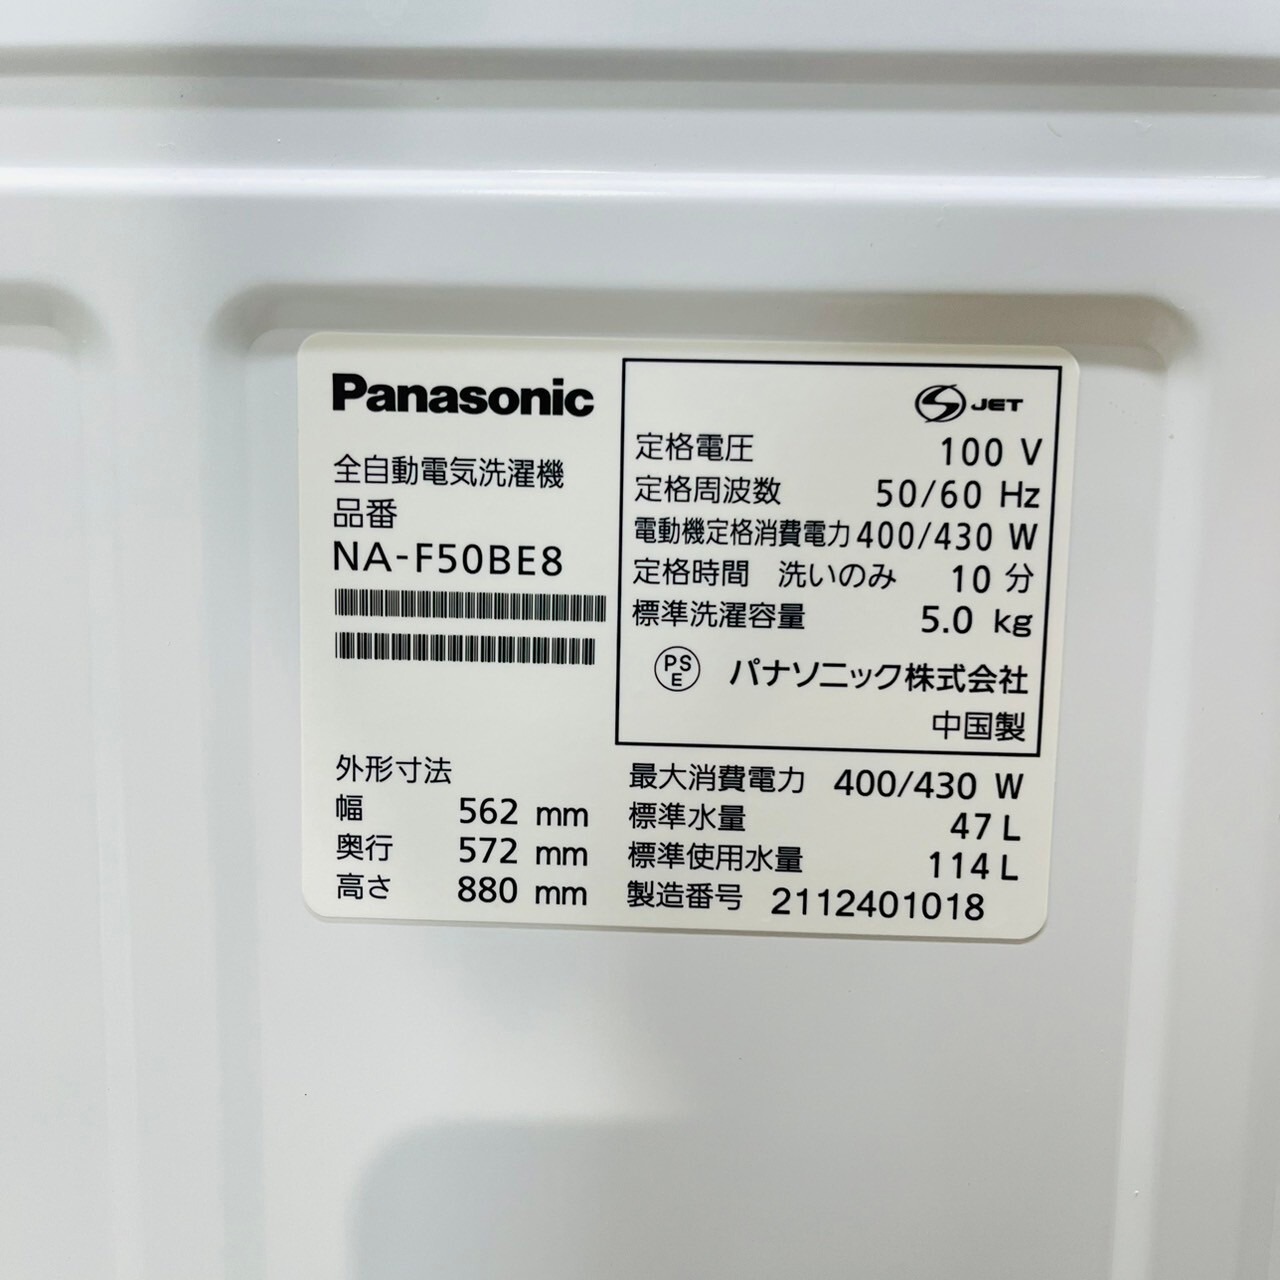 Panasonic
全自動電気洗濯機
品番
NA-F50BE8
JET
定格電圧 100 V
定格周波数 50/60 Hz
電動機定格消費電力 400/430 W
定格時間 洗いのみ 10 分
標準洗濯容量 5.0 kg
PSE パナソニック株式会社
中国製
外形寸法
幅 562 mm
奥行 572 mm
高さ 880 mm
最大消費電力 400/430 W
標準水量 47 L
標準使用水量 114 L
製造番号 2112401018